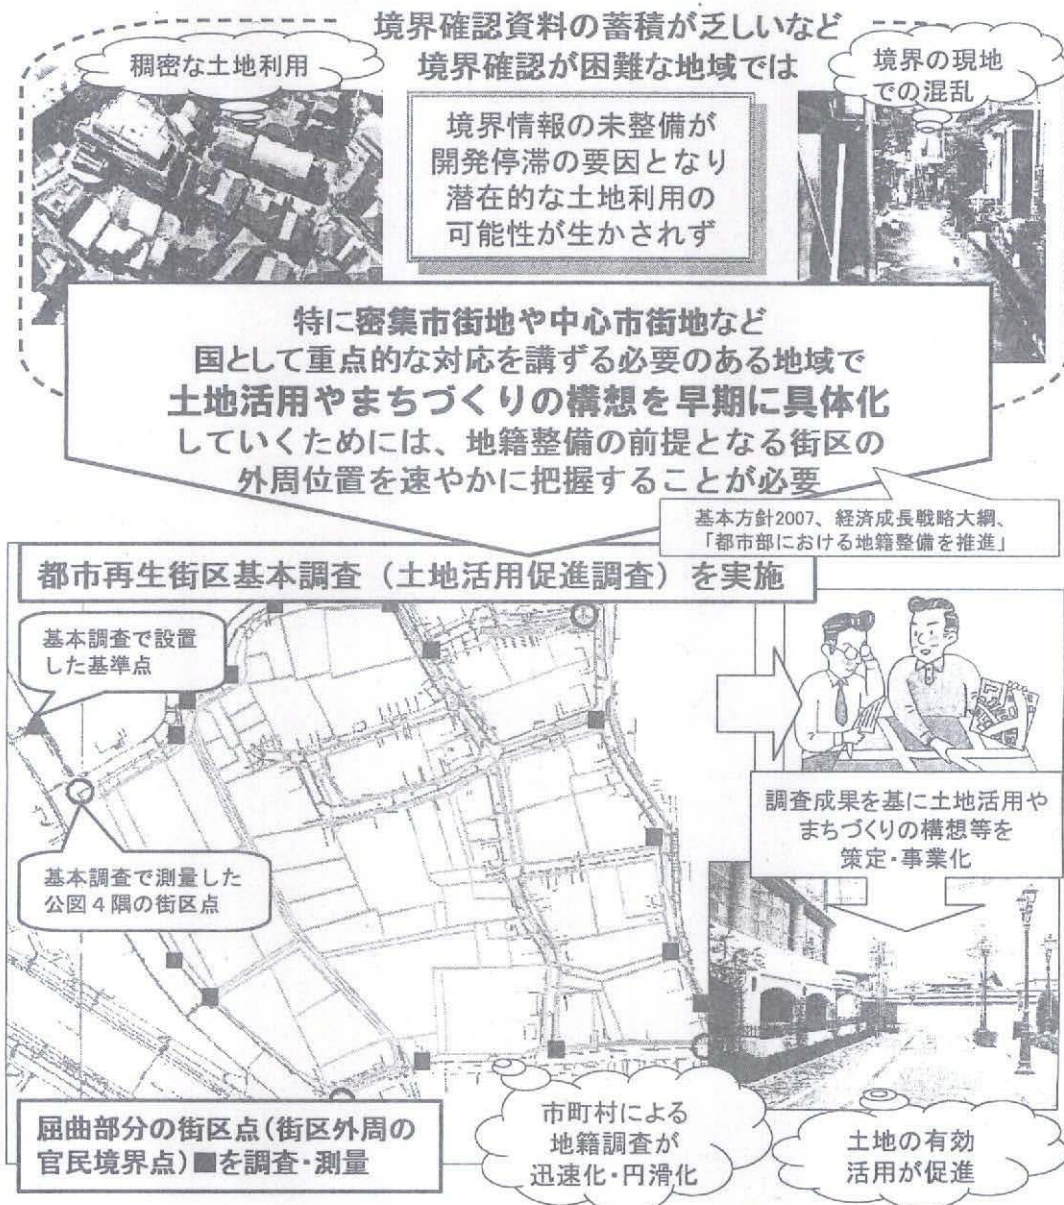 境界確認資料の蓄積が乏しいなど
境界確認が困難な地域では
稠密な土地利用
境界の現地
での混乱
境界情報の未整備が
開発停滞の要因となり
潜在的な土地利用の
可能性が生かされず
特に密集市街地や中心市街地など
国として重点的な対応を講ずる必要のある地域で
土地活用やまちづくりの構想を早期に具体化
していくためには、地籍整備の前提となる街区の
外周位置を速やかに把握することが必要
基本方針2007、経済成長戦略大綱、
「都市部における地籍整備を推進」
都市再生街区基本調査（土地活用促進調査）を実施
基本調査で設置
した基準点
基本調査で測量した
公図４隅の街区点
調査成果を基に土地活用や
まちづくりの構想等を
策定・事業化
屈曲部分の街区点(街区外周の
官民境界点)■を調査・測量
市町村による
地籍調査が
迅速化・円滑化
土地の有効
活用が促進